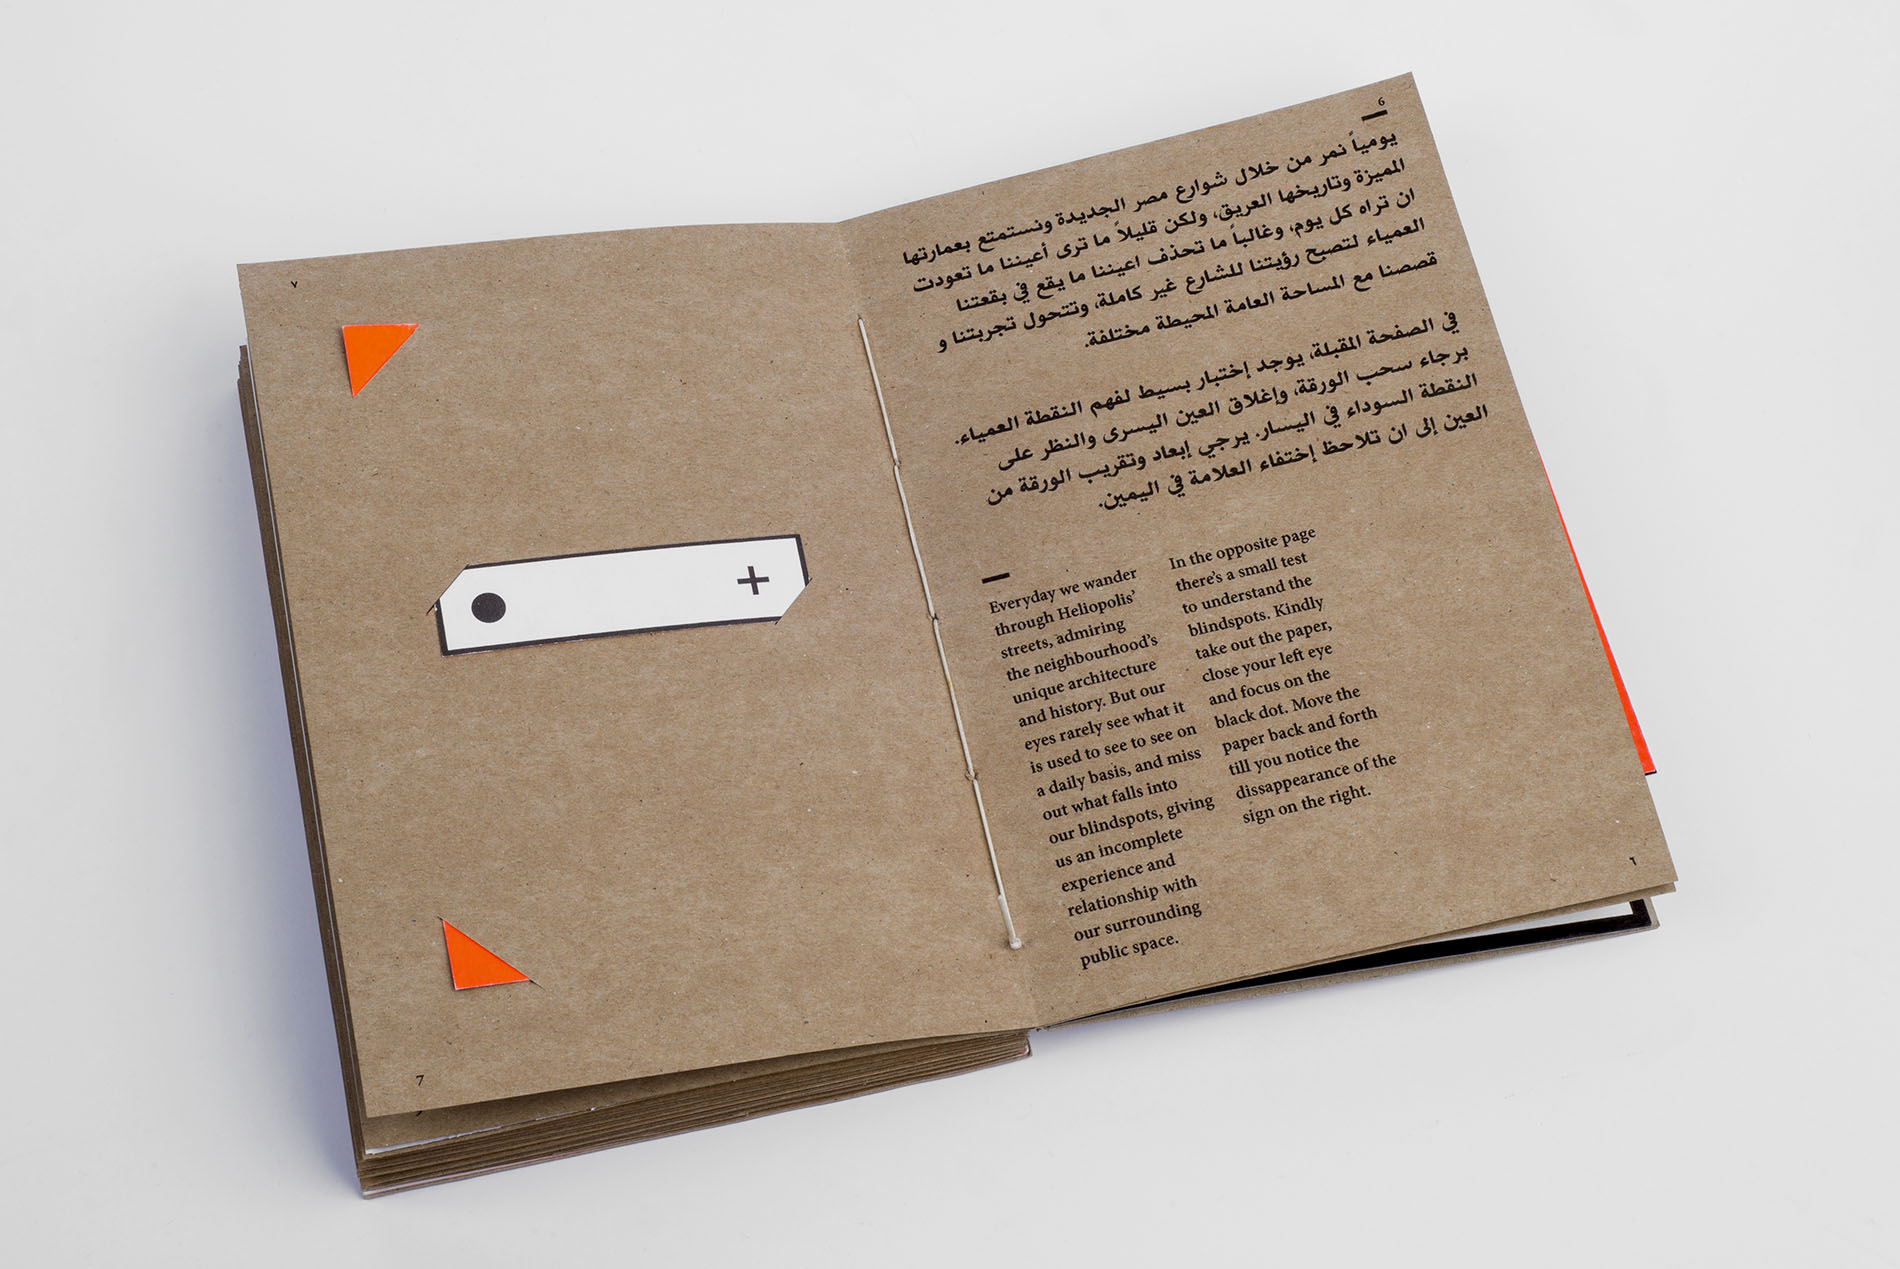 6
يومياً نمر من خلال شوارع مصر الجديدة ونستمتع بعمارتها
المميزة وتاريخها العريق، ولكن قليلاً ما ترى أعيننا ما تعودت
ان تراه كل يوم، وغالباً ما تحذف اعيننا ما يقع في بقعتنا
العمياء لتصبح رؤيتنا للشارع غير كاملة، وتتحول تجربتنا و
قصصنا مع المساحة العامة المحيطة مختلفة.
في الصفحة المقبلة، يوجد إختبار بسيط لفهم النقطة العمياء.
برجاء سحب الورقة، وإغلاق العين اليسرى والنظر على
النقطة السوداء في اليسار. يرجي إبعاد وتقريب الورقة من
العين إلى ان تلاحظ إختفاء العلامة في اليمين.
Everyday we wander
through Heliopolis'
streets, admiring
the neighbourhood's
unique architecture
and history. But our
eyes rarely see what it
is used to see to see on
a daily basis, and miss
out what falls into
our blindspots, giving
us an incomplete
experience and
relationship with
our surrounding
public space.
In the opposite page
there's a small test
to understand the
blindspots. Kindly
take out the paper,
close your left eye
and focus on the
black dot. Move the
paper back and forth
till you notice the
dissappearance of the
sign on the right.
٦
٧
+
7